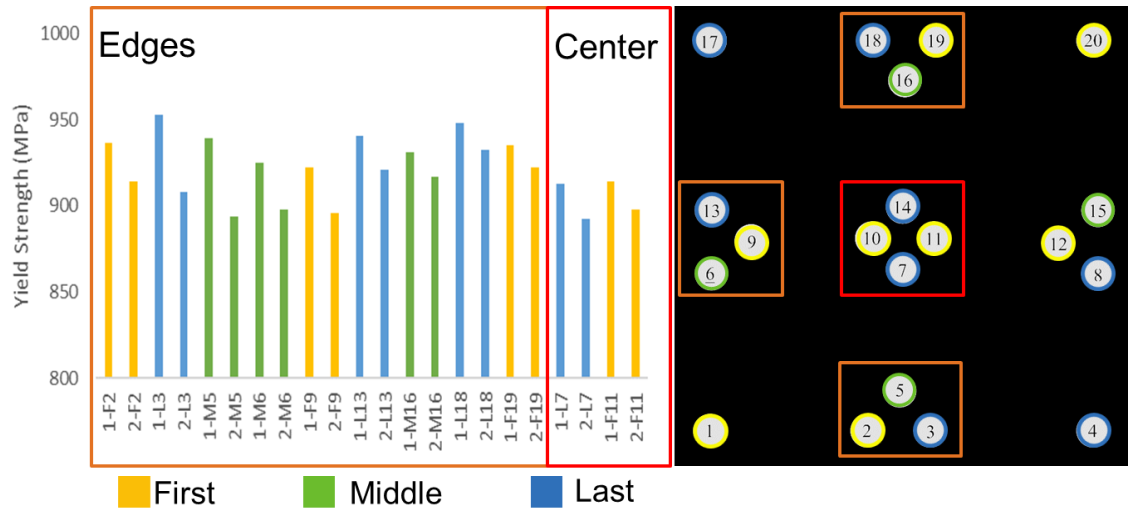 1000
950
900
850
800
Yield Strength (MPa)
Edges
Center
1-F2
2-F2
1-L3
2-L3
1-M5
2-M5
1-M6
2-M6
1-F9
2-F9
1-L13
2-L13
1-M16
2-M16
1-L18
2-L18
1-F19
2-F19
1-L7
2-L7
1-F11
2-F11
First
Middle
Last
17
18
19
20
16
13
14
15
9
10
11
12
6
7
8
5
1
2
3
4